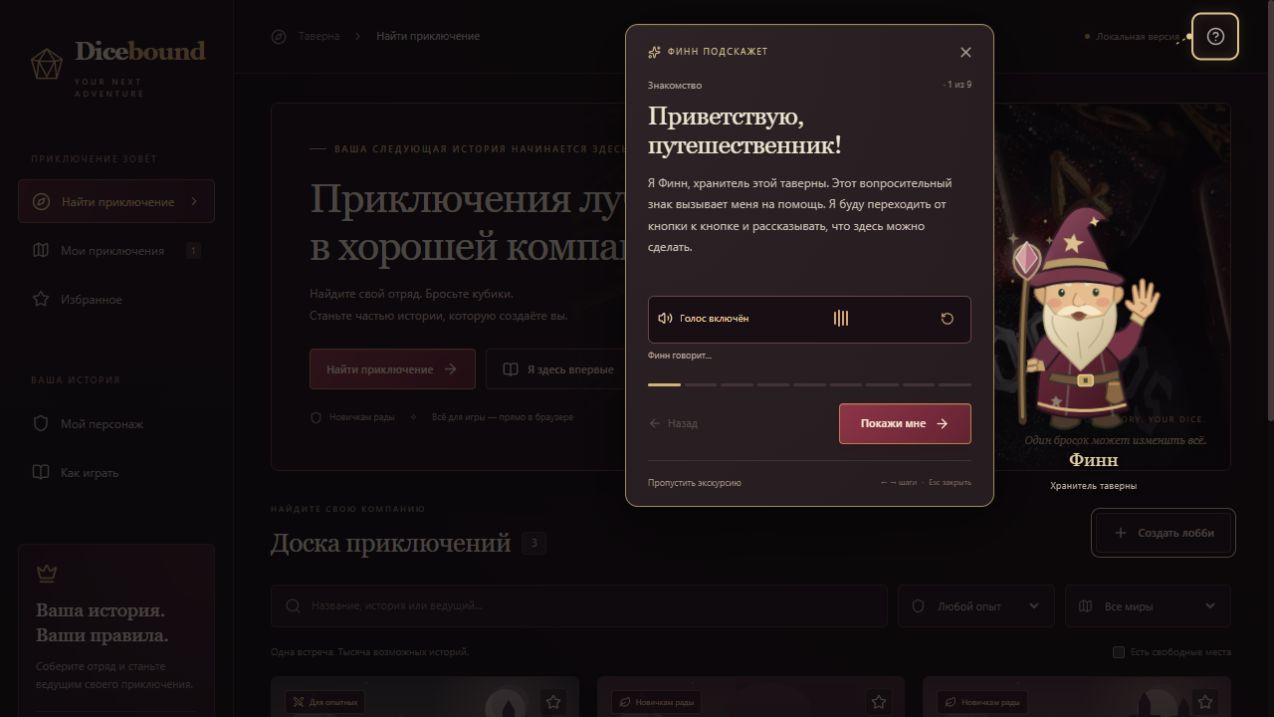 Dicebound
YOUR NEXT
ADVENTURE
ПРИКЛЮЧЕНИЕ ЗОВЁТ
Найти приключение
Мои приключения 1
Избранное
ВАША ИСТОРИЯ
Мой персонаж
Как играть
Ваша история.
Ваши правила.
Соберите отряд и станьте
ведущим своего приключения.
Таверна
Найти приключение
Локальная версия
ВАША СЛЕДУЮЩАЯ ИСТОРИЯ НАЧИНАЕТСЯ ЗДЕСЬ
Приключения
в хорошей
Найдите свой отряд. Бросьте кубики.
Станьте частью истории, которую создаёте вы.
Найти приключение
Я здесь впервые
Новичкам рады
Всё для игры — прямо в браузере
ФИНН ПОДСКАЖЕТ
Знакомство
1 из 9
Приветствую,
путешественник!
Я Финн, хранитель этой таверны. Этот вопросительный
знак вызывает меня на помощь. Я буду переходить от
кнопки к кнопке и рассказывать, что здесь можно
сделать.
Голос включён
Финн говорит...
Назад
Покажи мне
Пропустить экскурсию
← → шаги · Esc закрыть
YOUR DICE.
Один бросок может изменить всё.
Финн
Хранитель таверны
НАЙДИТЕ СВОЮ КОМПАНИЮ
Доска приключений 3
Создать лобби
Название, история или ведущий...
Любой опыт
Все миры
Одна встреча. Тысяча возможных историй.
Есть свободные места
Для опытных
Новичкам рады
Новичкам рады